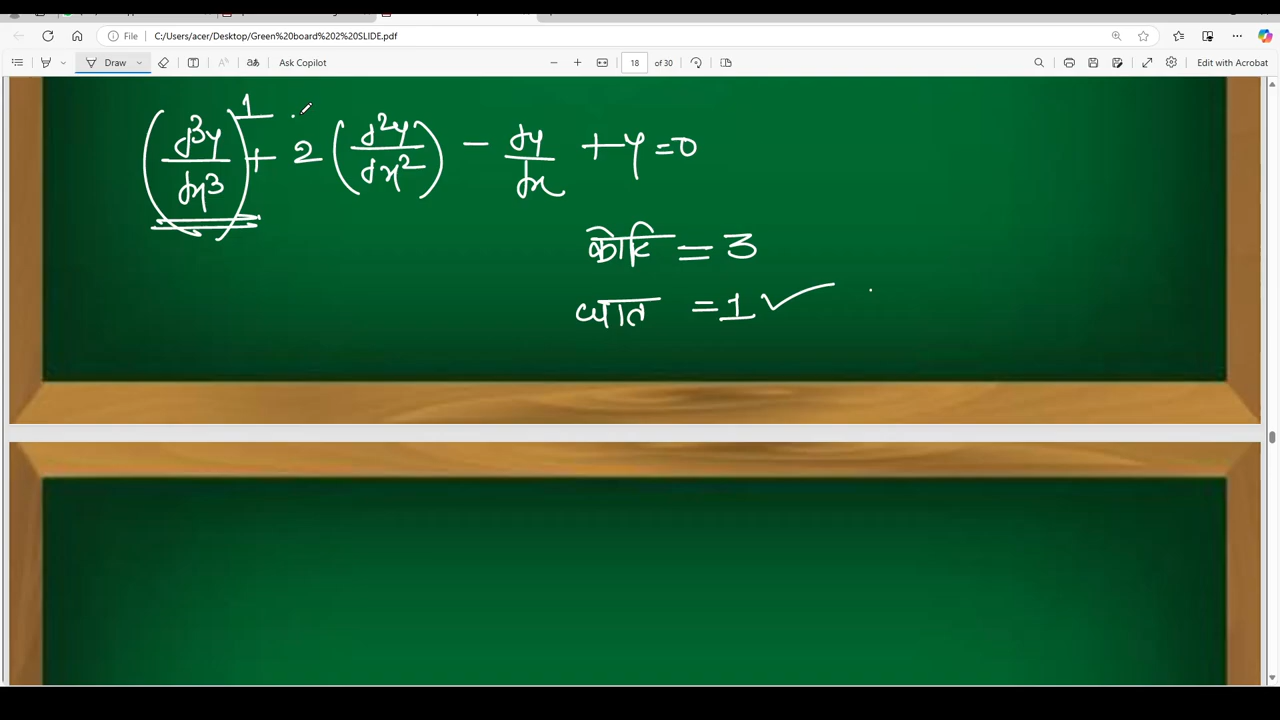 File C:/Users/acer/Desktop/Green%20board%202%20SLIDE.pdf
Draw Ask Copilot 18 of 30 Edit with Acrobat
(d³y/dx³)¹ + 2 (d²y/dx²) - dy/dx + y = 0
कोटि = 3
घात = 1 ✓